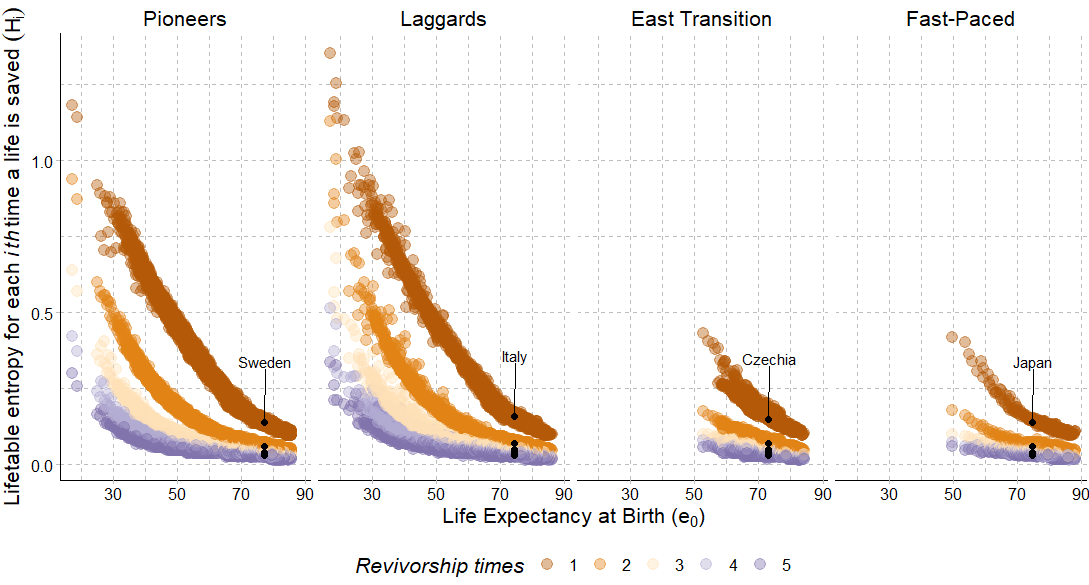 Pioneers Laggards East Transition Fast-Paced
Lifetable entropy for each ith time a life is saved (Hi)
1.0
0.5
0.0
Sweden Italy Czechia Japan
30 50 70 90 30 50 70 90 30 50 70 90 30 50 70 90
Life Expectancy at Birth (e0)
Revivorship times 1 2 3 4 5